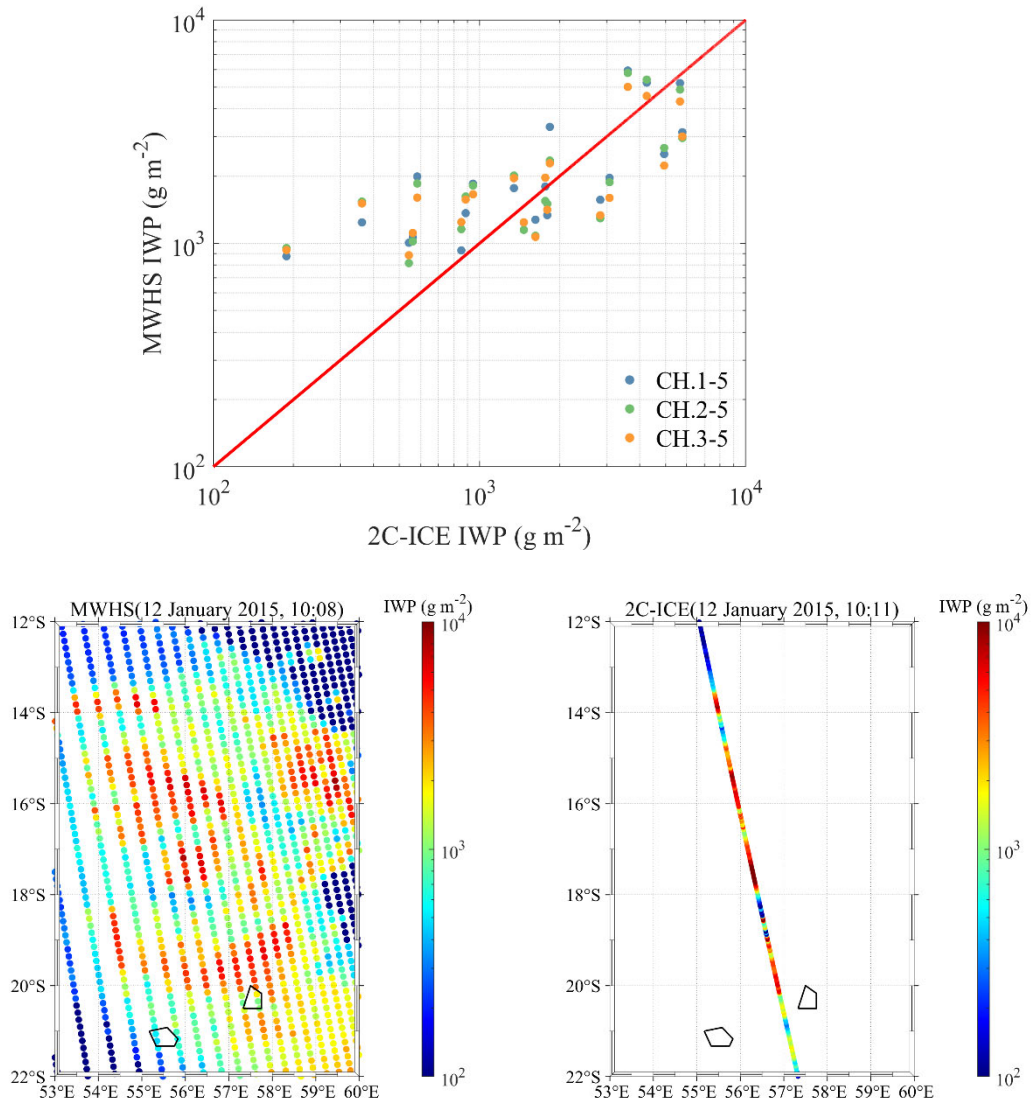 10⁴
10³
10²
MWHS IWP (g m⁻²)
CH.1-5
CH.2-5
CH.3-5
10² 10³ 10⁴
2C-ICE IWP (g m⁻²)
MWHS(12 January 2015, 10:08)
IWP (g m⁻²)
12°S
14°S
16°S
18°S
20°S
22°S
53°E 54°E 55°E 56°E 57°E 58°E 59°E 60°E
10⁴
10³
10²
2C-ICE(12 January 2015, 10:11)
IWP (g m⁻²)
12°S
14°S
16°S
18°S
20°S
22°S
53°E 54°E 55°E 56°E 57°E 58°E 59°E 60°E
10⁴
10³
10²